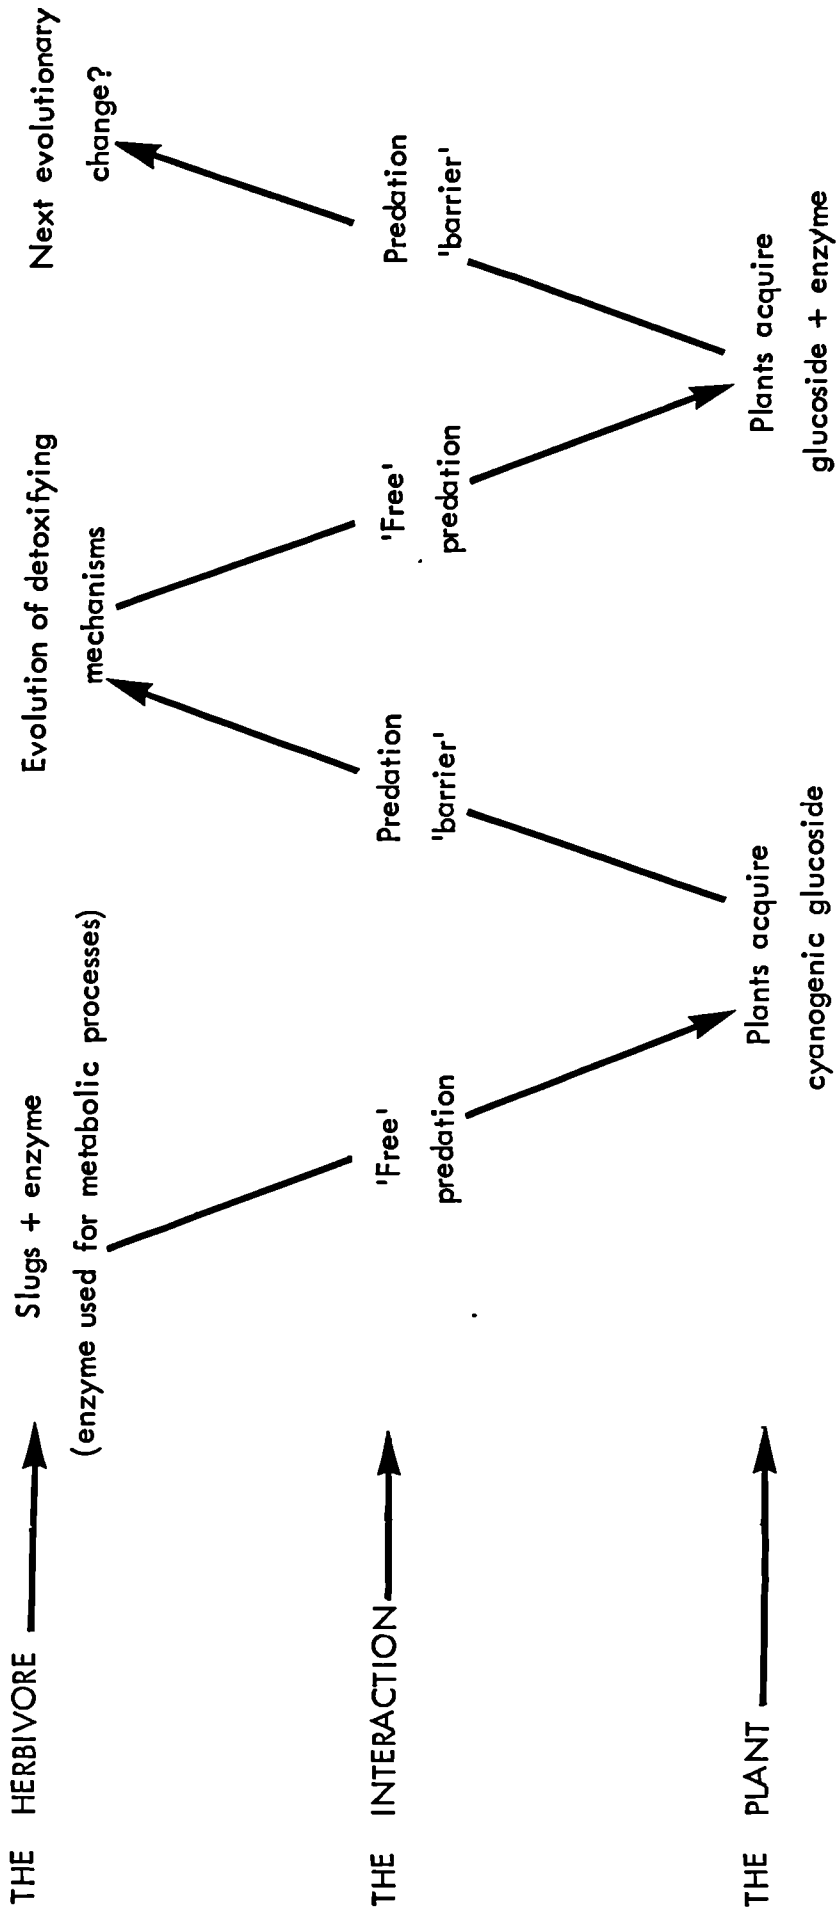 THE HERBIVORE
Slugs + enzyme
(enzyme used for metabolic processes)
Evolution of detoxifying
mechanisms
Next evolutionary
change?
THE INTERACTION
'Free'
predation
Predation
'barrier'
'Free'
predation
Predation
'barrier'
THE PLANT
Plants acquire
cyanogenic glucoside
Plants acquire
glucoside + enzyme